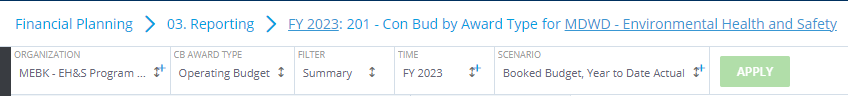 Financial Planning > 03. Reporting > FY 2023: 201 - Con Bud by Award Type for MDWD - Environmental Health and Safety
ORGANIZATION CB AWARD TYPE FILTER TIME SCENARIO
MEBK - EH&S Program ... Operating Budget Summary FY 2023 Booked Budget, Year to Date Actual APPLY